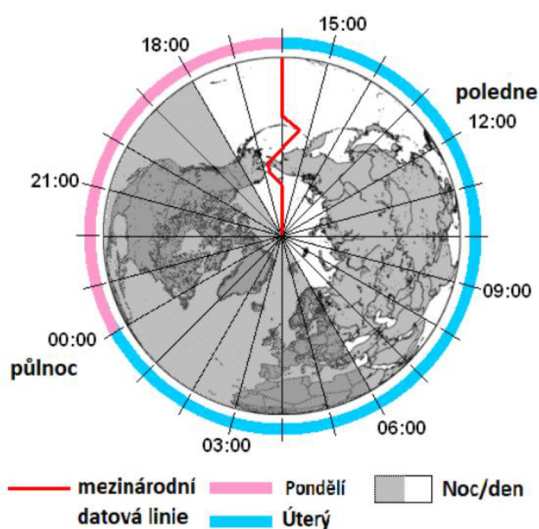 15:00
18:00
poledne
12:00
21:00
09:00
00:00
půlnoc
06:00
03:00
mezinárodní
datová linie
Pondělí
Úterý
Noc/den